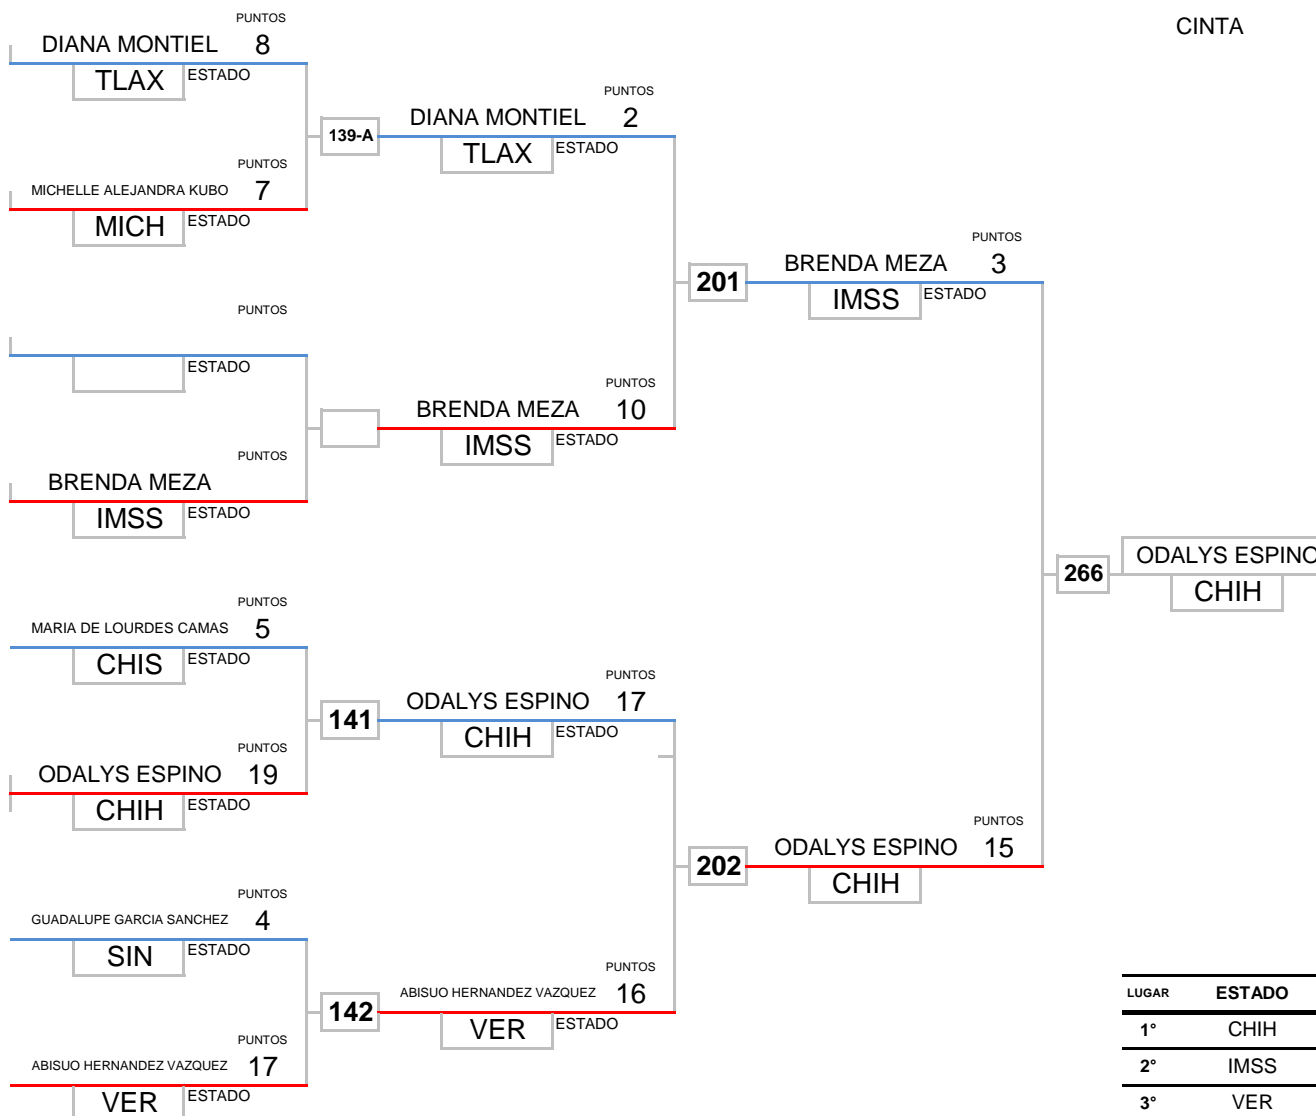 CINTA
PUNTOS
DIANA MONTIEL 8
TLAX ESTADO
PUNTOS
MICHELLE ALEJANDRA KUBO 7
MICH ESTADO
PUNTOS
ESTADO
PUNTOS
BRENDA MEZA
IMSS ESTADO
PUNTOS
MARIA DE LOURDES CAMAS 5
CHIS ESTADO
PUNTOS
ODALYS ESPINO 19
CHIH ESTADO
PUNTOS
GUADALUPE GARCIA SANCHEZ 4
SIN ESTADO
PUNTOS
ABISUO HERNANDEZ VAZQUEZ 17
VER ESTADO
139-A
141
142
PUNTOS
DIANA MONTIEL 2
TLAX ESTADO
PUNTOS
BRENDA MEZA 10
IMSS ESTADO
PUNTOS
ODALYS ESPINO 17
CHIH ESTADO
PUNTOS
ABISUO HERNANDEZ VAZQUEZ 16
VER ESTADO
201
202
PUNTOS
BRENDA MEZA 3
IMSS ESTADO
PUNTOS
ODALYS ESPINO 15
CHIH
266
ODALYS ESPINO
CHIH
LUGAR ESTADO
1° CHIH
2° IMSS
3° VER